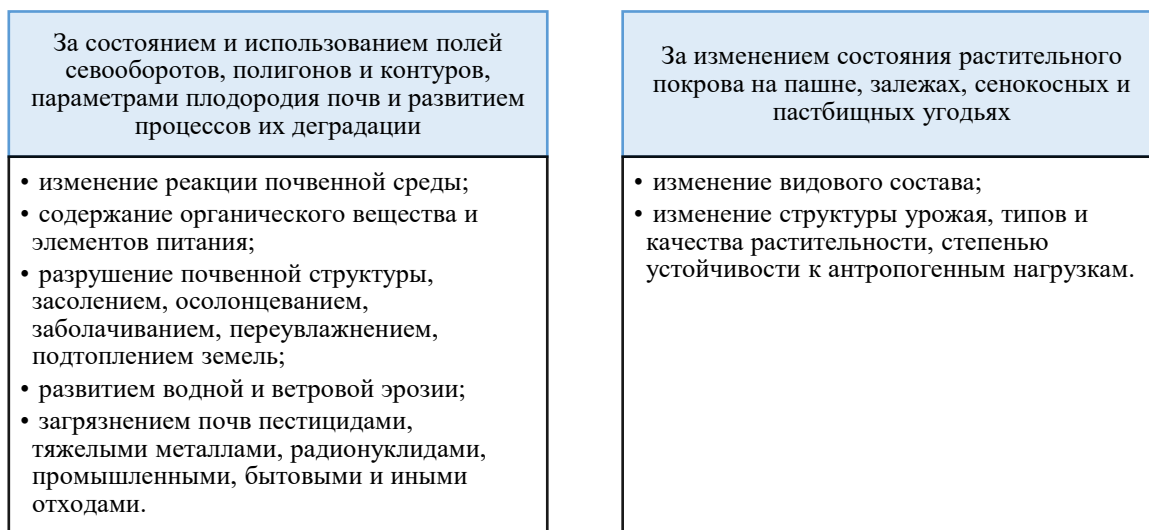 За состоянием и использованием полей
севооборотов, полигонов и контуров,
параметрами плодородия почв и развитием
процессов их деградации
• изменение реакции почвенной среды;
• содержание органического вещества и
элементов питания;
• разрушение почвенной структуры,
засолением, осолонцеванием,
заболачиванием, переувлажнением,
подтоплением земель;
• развитием водной и ветровой эрозии;
• загрязнением почв пестицидами,
тяжелыми металлами, радионуклидами,
промышленными, бытовыми и иными
отходами.
За изменением состояния растительного
покрова на пашне, залежах, сенокосных и
пастбищных угодьях
• изменение видового состава;
• изменение структуры урожая, типов и
качества растительности, степенью
устойчивости к антропогенным нагрузкам.